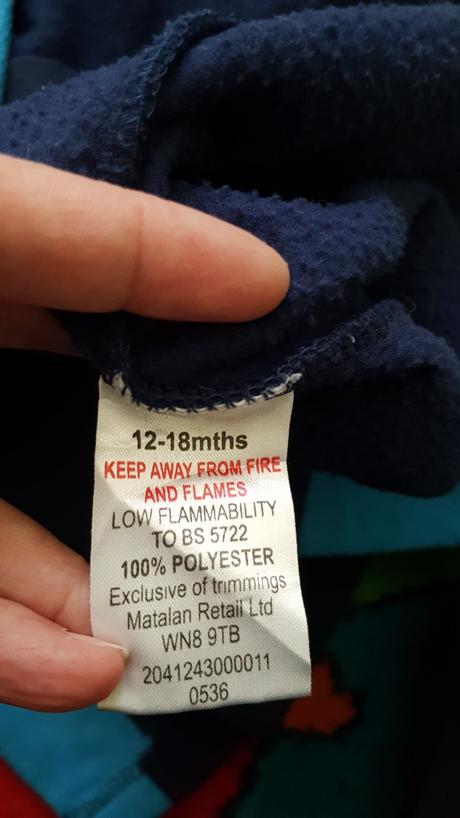 12-18mths
KEEP AWAY FROM FIRE
AND FLAMES
LOW FLAMMABILITY
TO BS 5722
100% POLYESTER
Exclusive of trimmings
Matalan Retail Ltd
WN8 9TB
2041243000011
0536